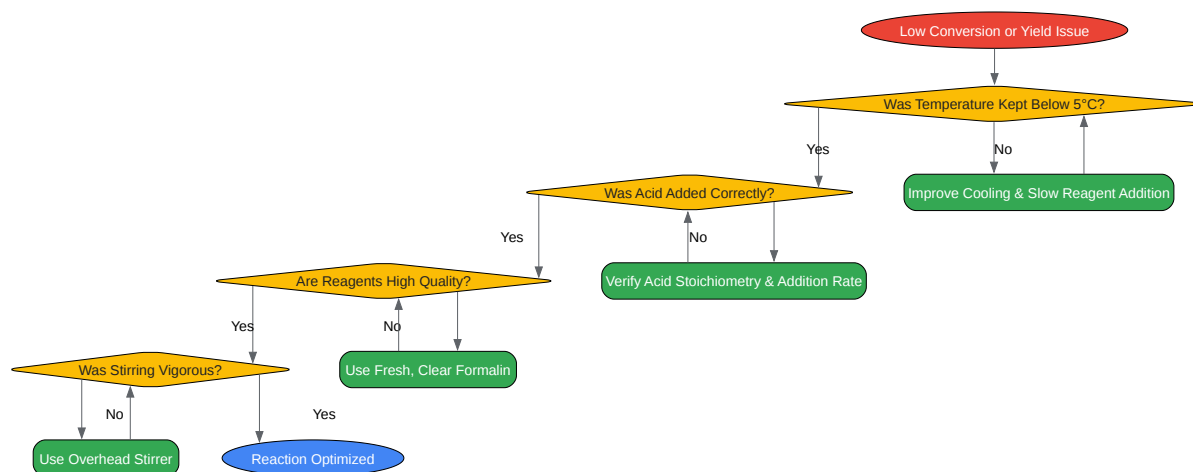 Low Conversion or Yield Issue
Was Temperature Kept Below 5°C?
Yes
No
Was Acid Added Correctly?
Improve Cooling & Slow Reagent Addition
Yes
No
Are Reagents High Quality?
Verify Acid Stoichiometry & Addition Rate
Yes
No
Was Stirring Vigorous?
Use Fresh, Clear Formalin
No
Yes
Use Overhead Stirrer
Reaction Optimized